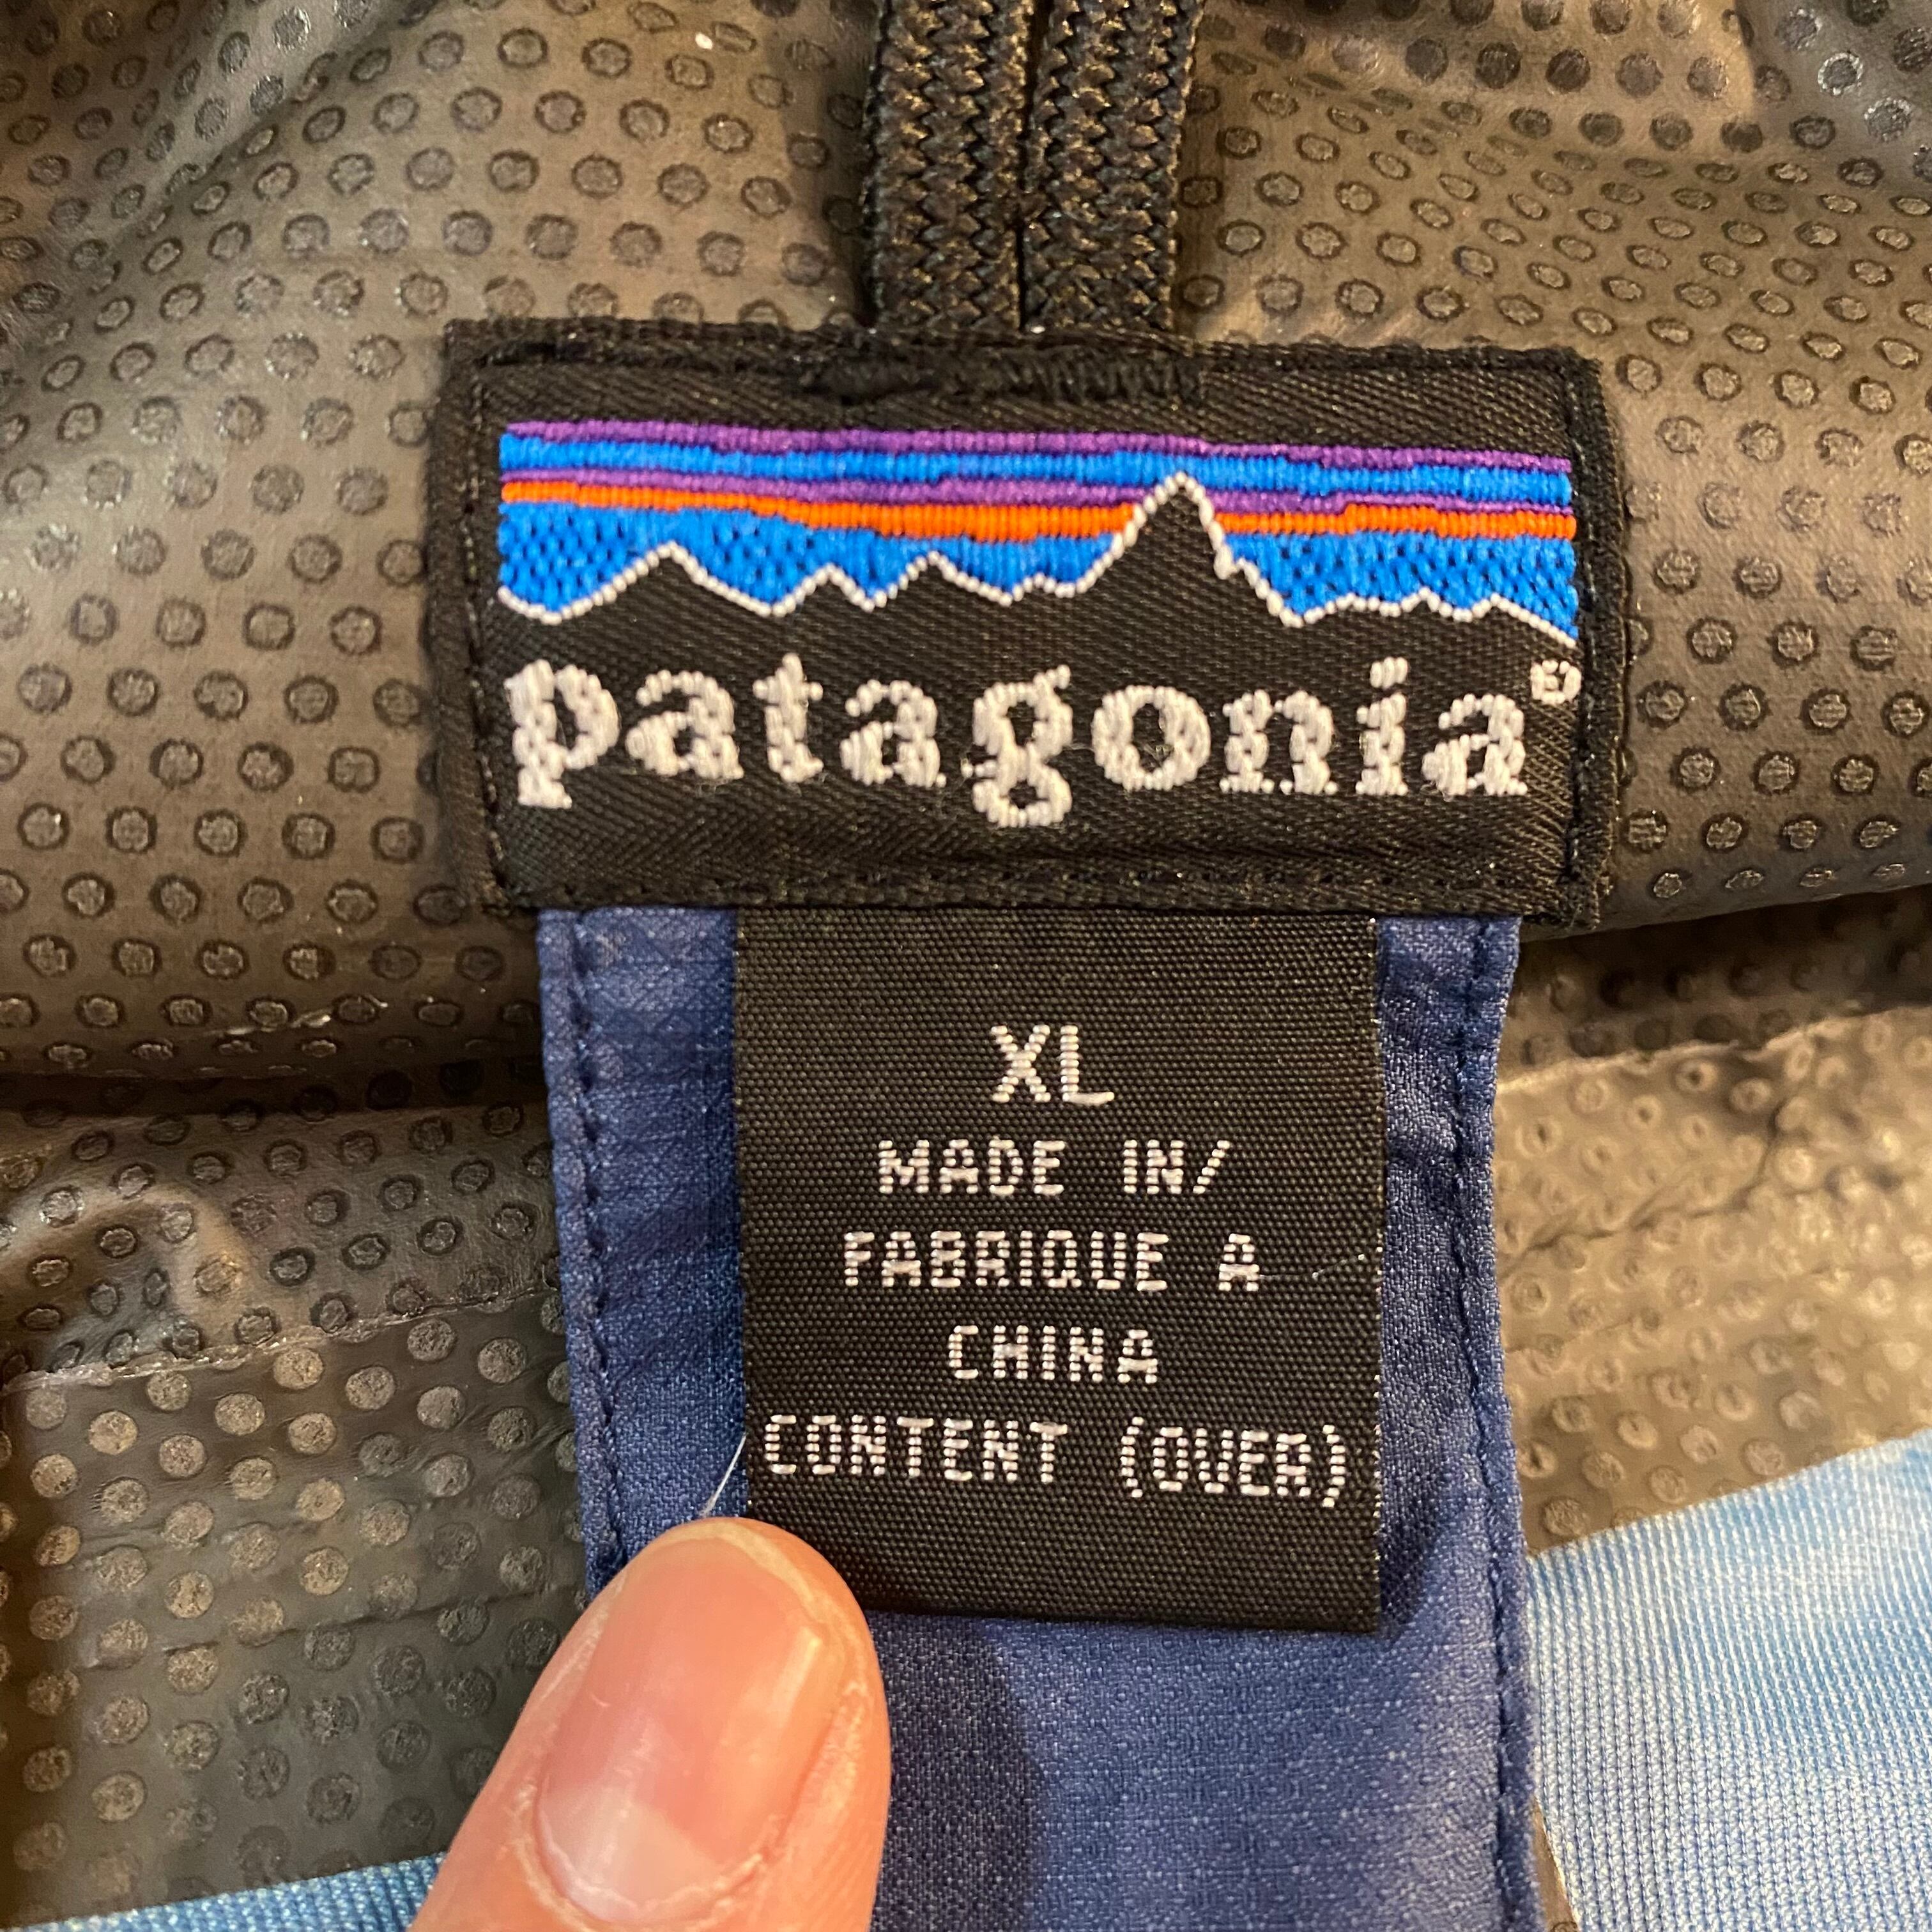 patagonia®
XL
MADE IN/
FABRIQUE A
CHINA
CONTENT (OVER)